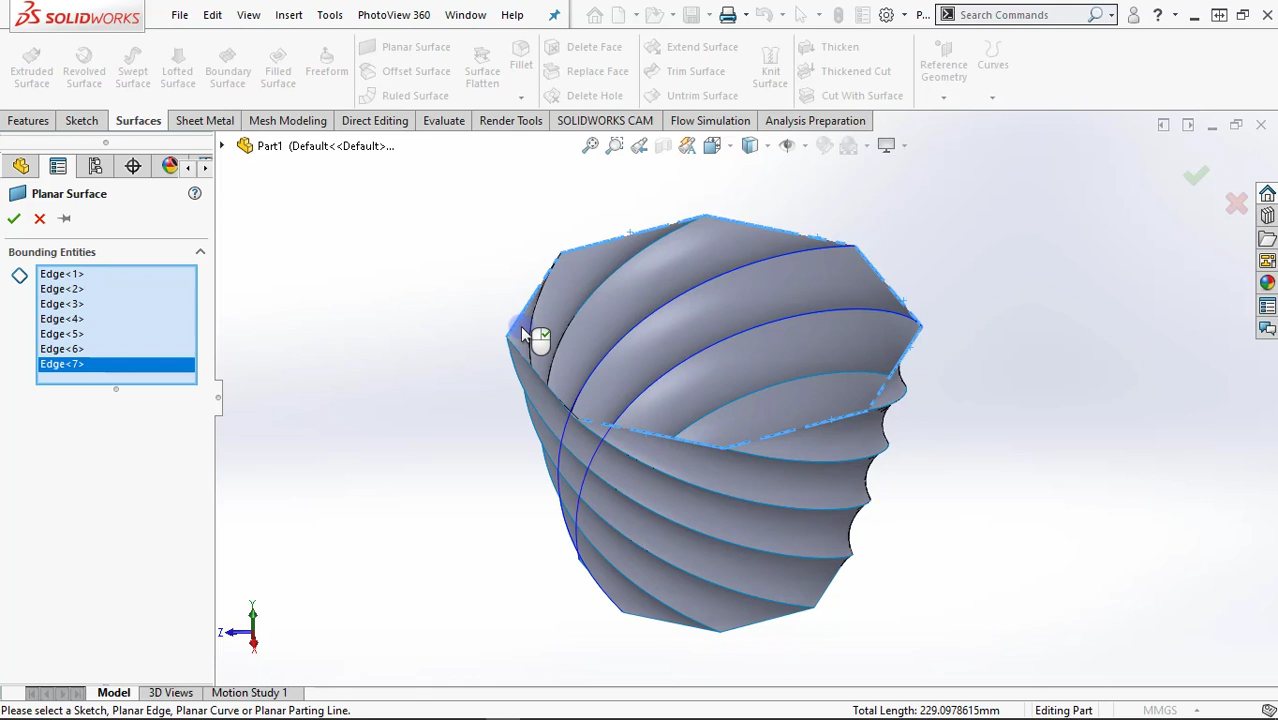 SOLIDWORKS File Edit View Insert Tools PhotoView 360 Window Help P... Search Commands ?
Extruded Surface Revolved Surface Swept Surface Lofted Surface Boundary Surface Filled Surface Freeform
Planar Surface
Offset Surface
Ruled Surface
Surface Flatten
Fillet
Delete Face
Replace Face
Delete Hole
Extend Surface
Trim Surface
Untrim Surface
Knit Surface
Thicken
Thickened Cut
Cut With Surface
Reference Geometry
Curves
Features Sketch Surfaces Sheet Metal Mesh Modeling Direct Editing Evaluate Render Tools SOLIDWORKS CAM Flow Simulation Analysis Preparation
Part1 (Default<<Default>...
Planar Surface ?
Bounding Entities
Edge<1>
Edge<2>
Edge<3>
Edge<4>
Edge<5>
Edge<6>
Edge<7>
Y
Z
X
Model 3D Views Motion Study 1
Please select a Sketch, Planar Edge, Planar Curve or Planar Parting Line. Total Length: 229.0978615mm Editing Part MMGS